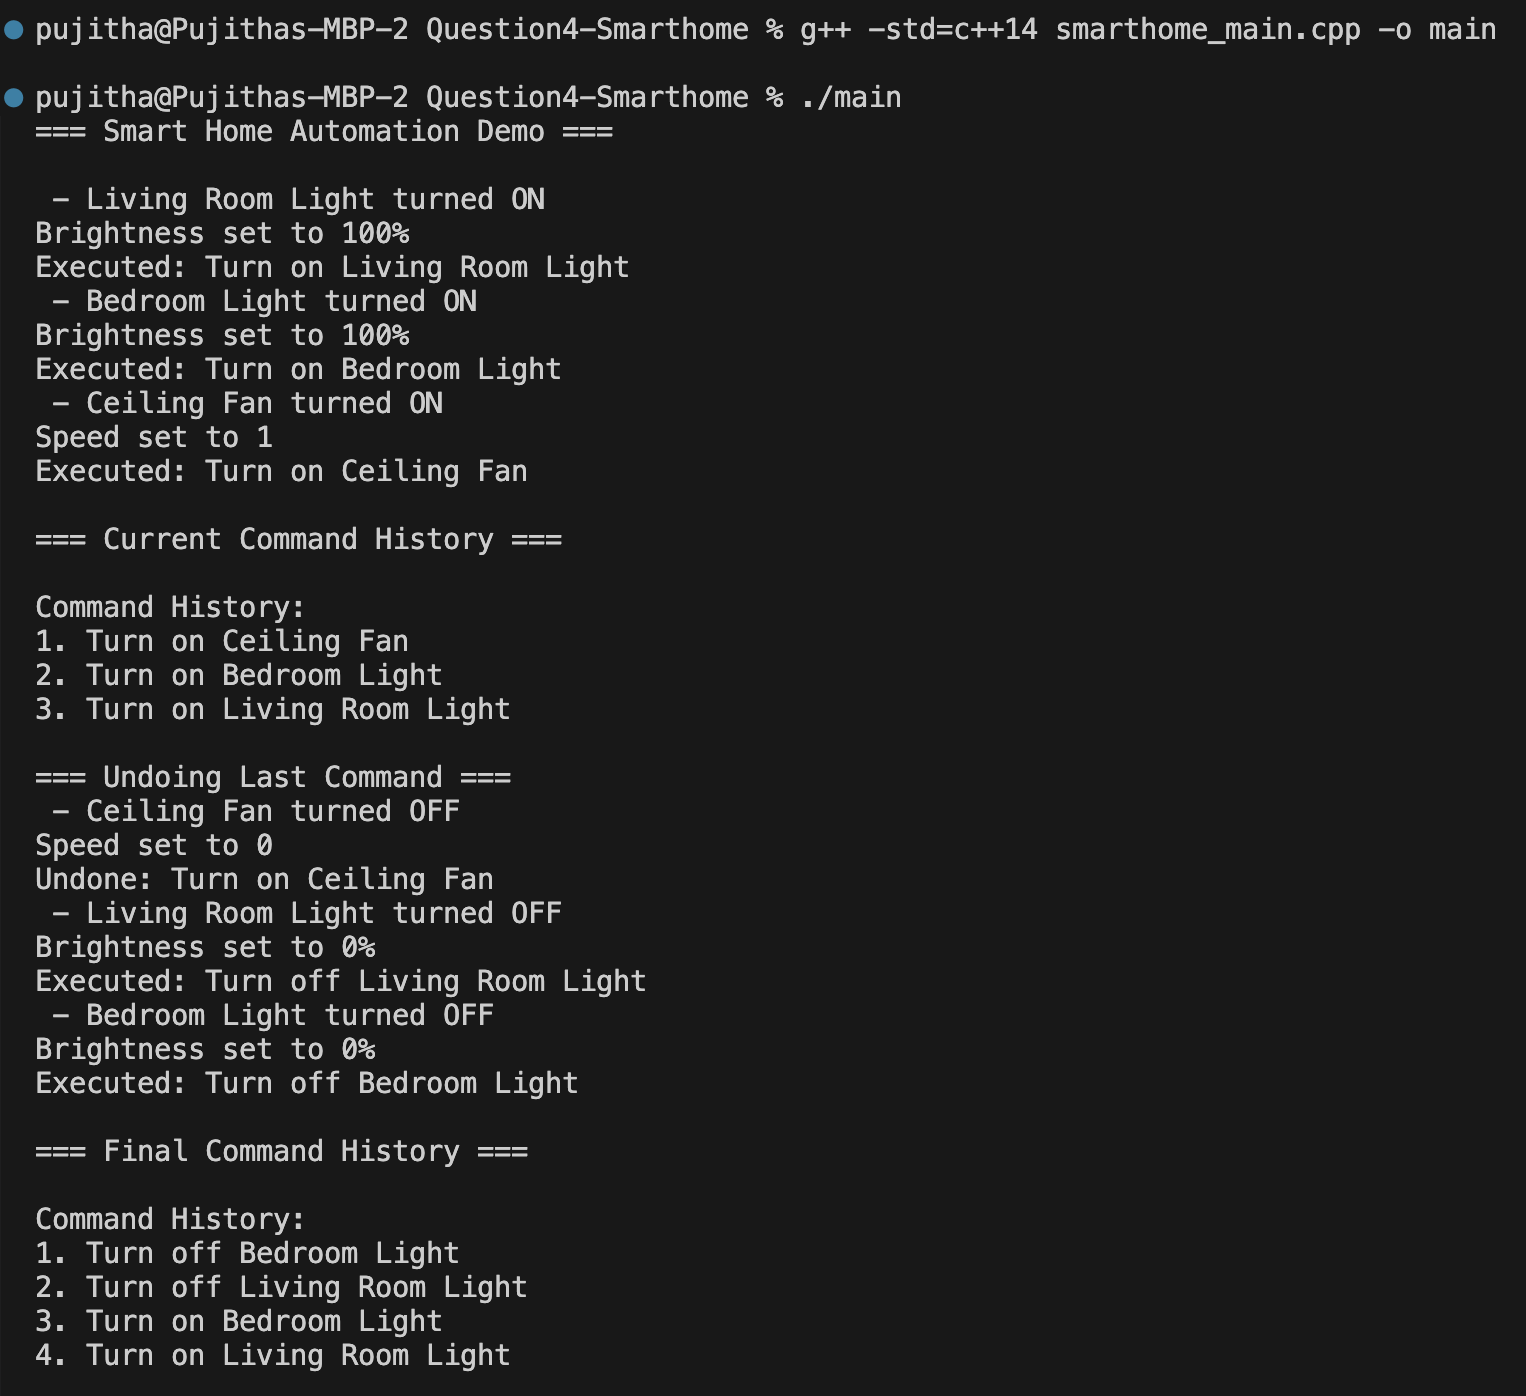 pujitha@Pujithas-MBP-2 Question4-Smarthome % g++ -std=c++14 smarthome_main.cpp -o main
pujitha@Pujithas-MBP-2 Question4-Smarthome % ./main
=== Smart Home Automation Demo ===
- Living Room Light turned ON
Brightness set to 100%
Executed: Turn on Living Room Light
- Bedroom Light turned ON
Brightness set to 100%
Executed: Turn on Bedroom Light
- Ceiling Fan turned ON
Speed set to 1
Executed: Turn on Ceiling Fan
=== Current Command History ===
Command History:
1. Turn on Ceiling Fan
2. Turn on Bedroom Light
3. Turn on Living Room Light
=== Undoing Last Command ===
- Ceiling Fan turned OFF
Speed set to 0
Undone: Turn on Ceiling Fan
- Living Room Light turned OFF
Brightness set to 0%
Executed: Turn off Living Room Light
- Bedroom Light turned OFF
Brightness set to 0%
Executed: Turn off Bedroom Light
=== Final Command History ===
Command History:
1. Turn off Bedroom Light
2. Turn off Living Room Light
3. Turn on Bedroom Light
4. Turn on Living Room Light